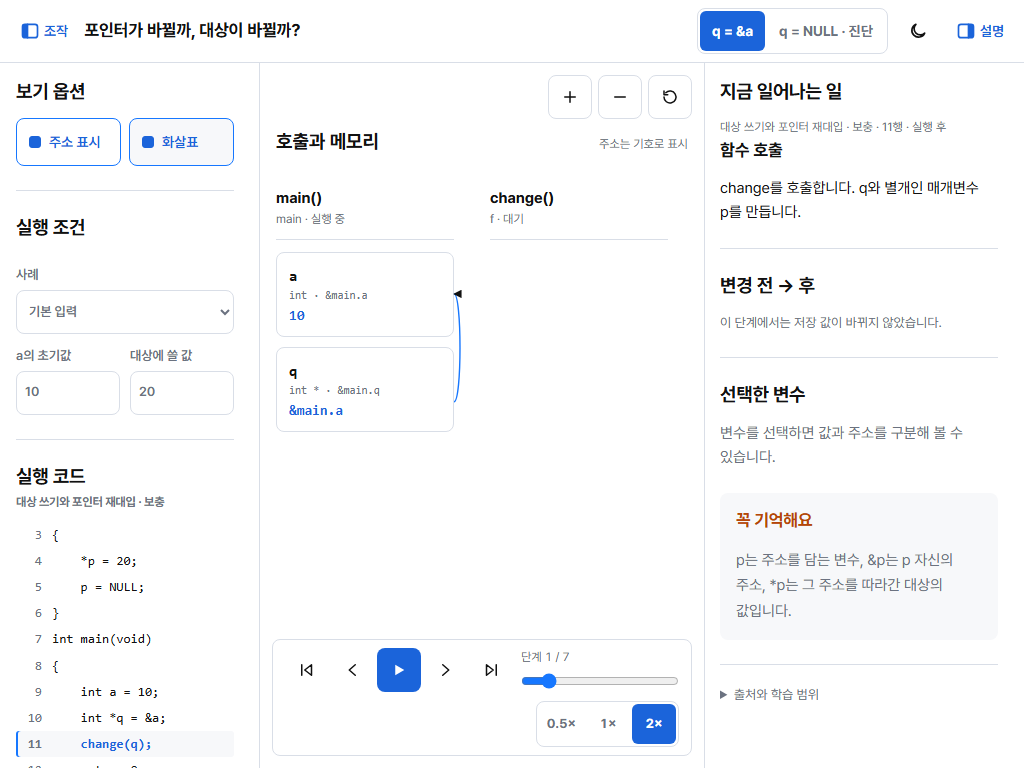 조작
포인터가 바뀔까, 대상이 바뀔까?
q = &a
q = NULL · 진단
설명
보기 옵션
주소 표시
화살표
실행 조건
사례
기본 입력
a의 초기값
대상에 쓸 값
10
20
실행 코드
대상 쓰기와 포인터 재대입 · 보충
3 {
4 *p = 20;
5 p = NULL;
6 }
7 int main(void)
8 {
9 int a = 10;
10 int *q = &a;
11 change(q);
호출과 메모리
주소는 기호로 표시
main()
main · 실행 중
change()
f · 대기
a
int · &main.a
10
q
int * · &main.q
&main.a
단계 1 / 7
0.5×
1×
2×
지금 일어나는 일
대상 쓰기와 포인터 재대입 · 보충 · 11행 · 실행 후
함수 호출
change를 호출합니다. q와 별개인 매개변수
p를 만듭니다.
변경 전 → 후
이 단계에서는 저장 값이 바뀌지 않았습니다.
선택한 변수
변수를 선택하면 값과 주소를 구분해 볼 수
있습니다.
꼭 기억해요
p는 주소를 담는 변수, &p는 p 자신의
주소, *p는 그 주소를 따라간 대상의
값입니다.
출처와 학습 범위